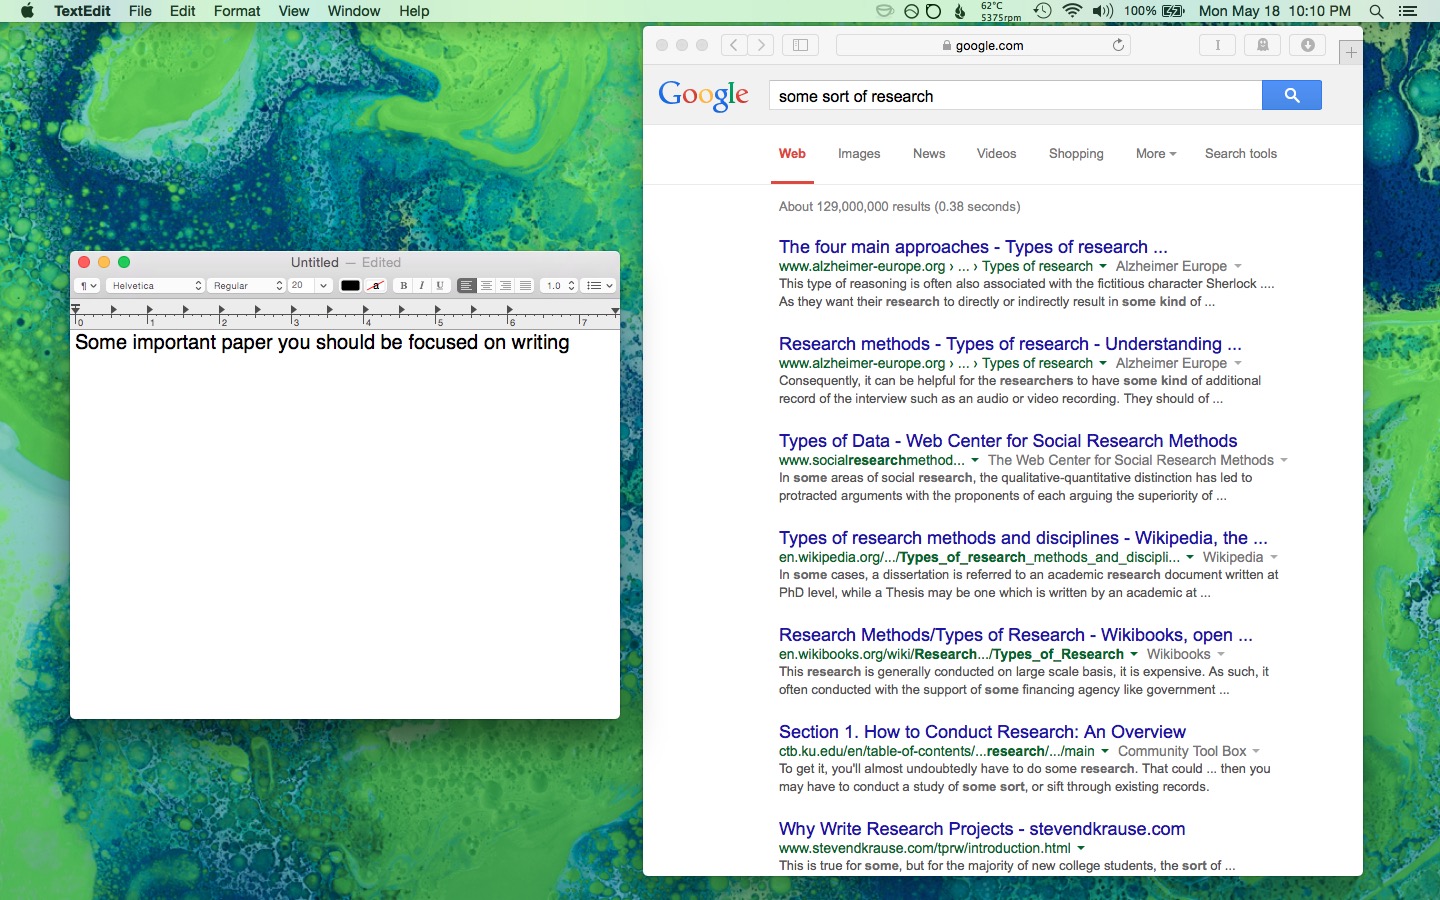 TextEdit File Edit Format View Window Help
62°C
5375rpm
100%
Mon May 18 10:10 PM
google.com
Google
some sort of research
Web Images News Videos Shopping More Search tools
About 129,000,000 results (0.38 seconds)
The four main approaches - Types of research ...
www.alzheimer-europe.org › ... › Types of research Alzheimer Europe
This type of reasoning is often also associated with the fictitious character Sherlock ....
As they want their research to directly or indirectly result in some kind of ...
Research methods - Types of research - Understanding ...
www.alzheimer-europe.org › ... › Types of research Alzheimer Europe
Consequently, it can be helpful for the researchers to have some kind of additional
record of the interview such as an audio or video recording. They should of ...
Types of Data - Web Center for Social Research Methods
www.socialresearchmethod... The Web Center for Social Research Methods
In some areas of social research, the qualitative-quantitative distinction has led to
protracted arguments with the proponents of each arguing the superiority of ...
Types of research methods and disciplines - Wikipedia, the ...
en.wikipedia.org/.../Types_of_research_methods_and_discipli... Wikipedia
In some cases, a dissertation is referred to an academic research document written at
PhD level, while a Thesis may be one which is written by an academic at ...
Research Methods/Types of Research - Wikibooks, open ...
en.wikibooks.org/wiki/Research.../Types_of_Research Wikibooks
This research is generally conducted on large scale basis, it is expensive. As such, it
often conducted with the support of some financing agency like government ...
Section 1. How to Conduct Research: An Overview
ctb.ku.edu/en/table-of-contents/...research/.../main Community Tool Box
To get it, you'll almost undoubtedly have to do some research. That could ... then you
may have to conduct a study of some sort, or sift through existing records.
Why Write Research Projects - stevendkrause.com
www.stevendkrause.com/tprw/introduction.html
This is true for some, but for the majority of new college students, the sort of ...
Untitled — Edited
¶ Helvetica Regular 20 a B I U 1.0
0 1 2 3 4 5 6 7
Some important paper you should be focused on writing